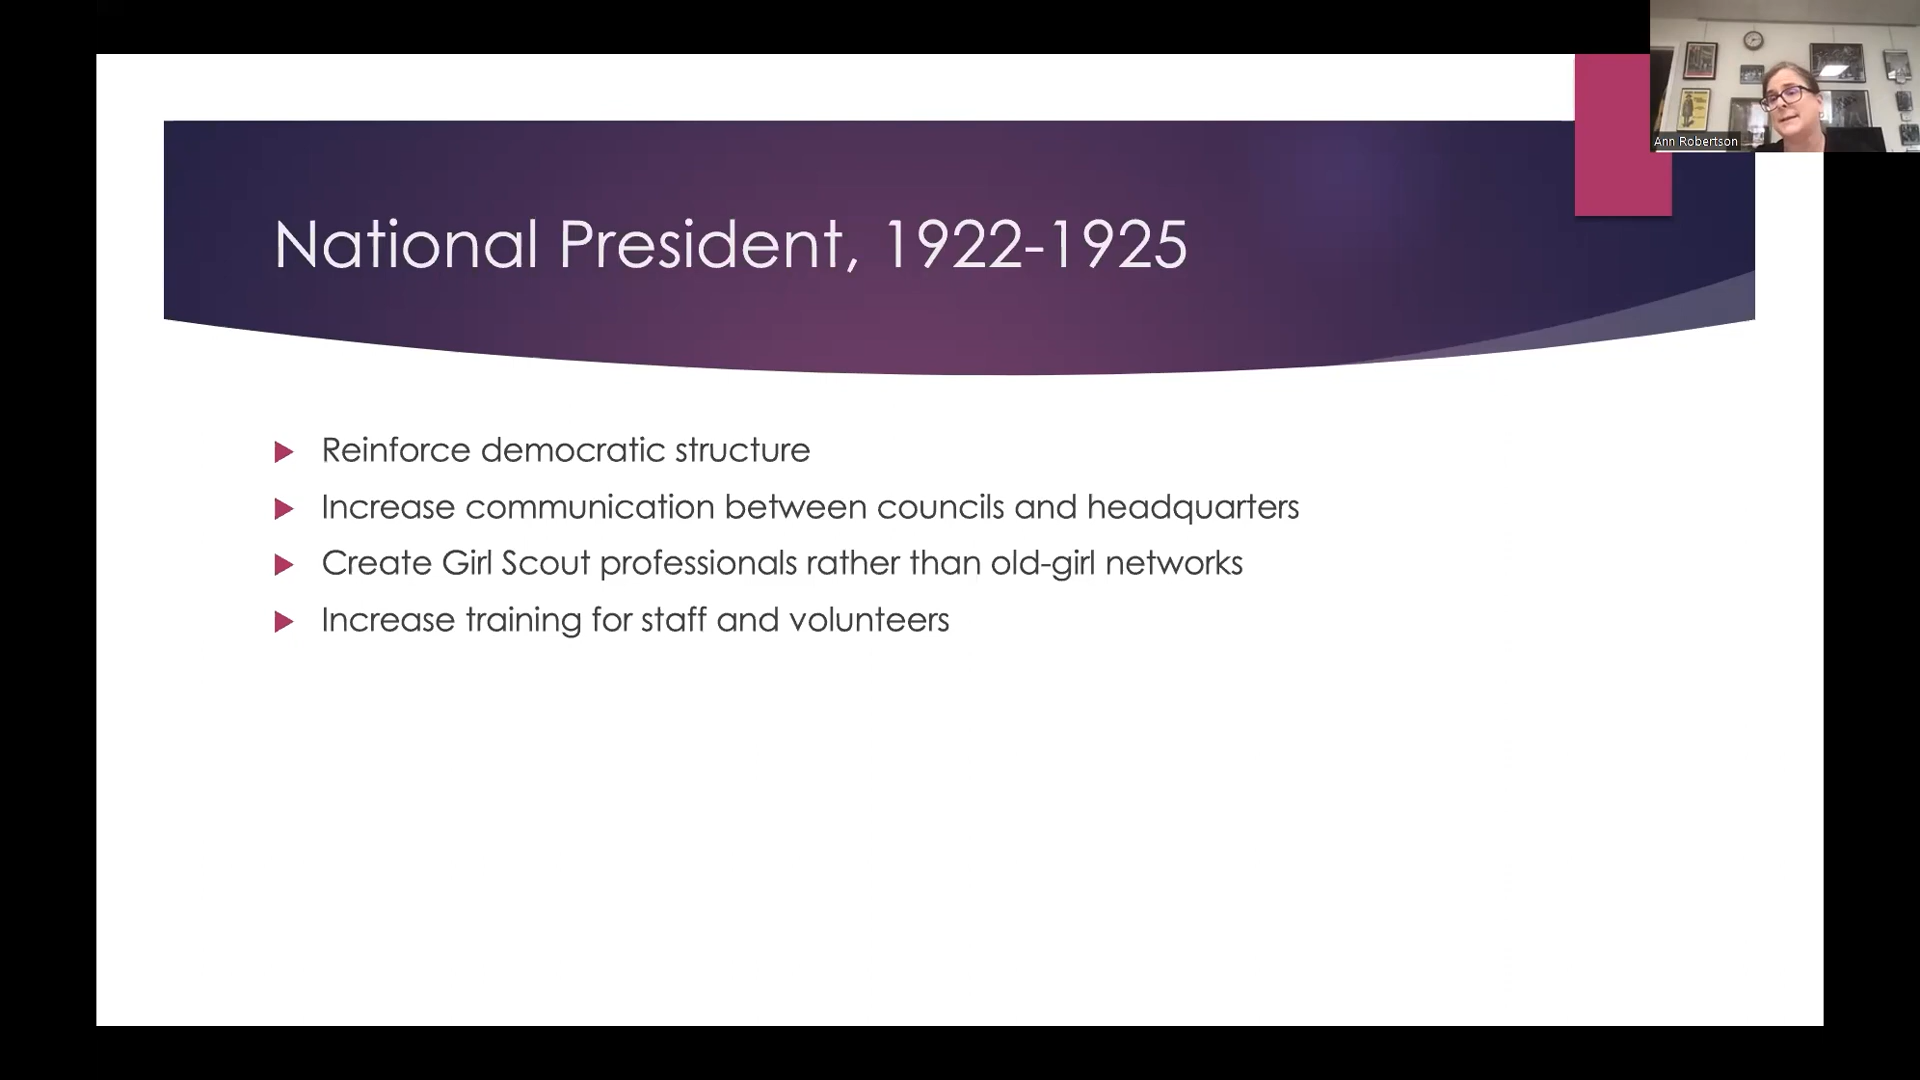 Ann Robertson
National President, 1922-1925
Reinforce democratic structure
Increase communication between councils and headquarters
Create Girl Scout professionals rather than old-girl networks
Increase training for staff and volunteers